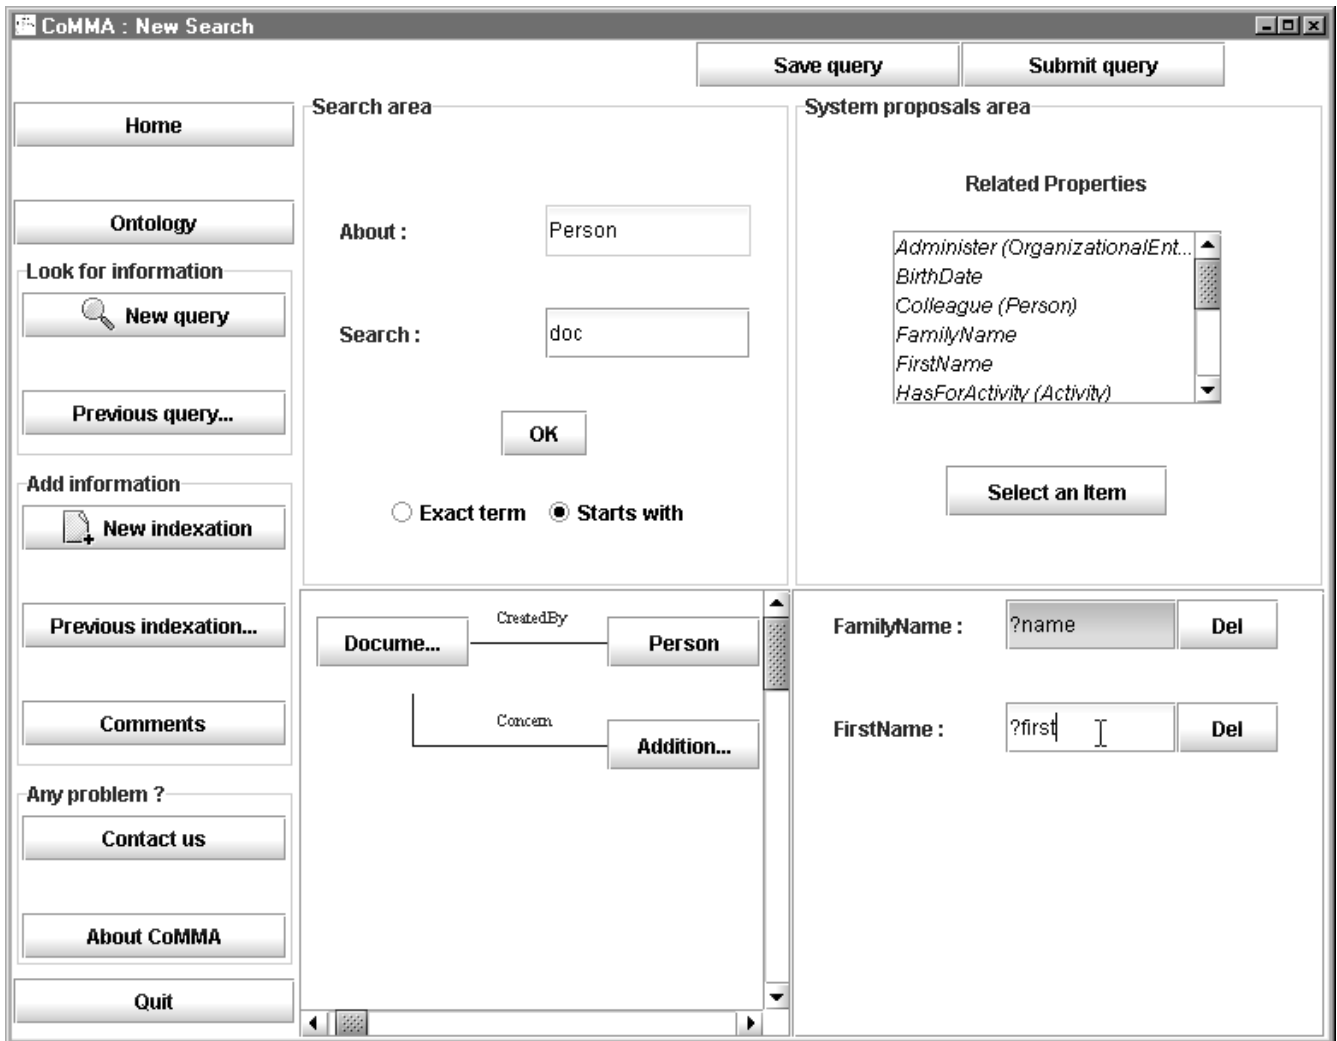 CoMMA : New Search
Save query
Submit query
Home
Ontology
Look for information
New query
Previous query...
Add information
New indexation
Previous indexation...
Comments
Any problem ?
Contact us
About CoMMA
Quit
Search area
About :
Person
Search :
doc
OK
Exact term
Starts with
System proposals area
Related Properties
Administer (OrganizationalEnt...
BirthDate
Colleague (Person)
FamilyName
FirstName
HasForActivity (Activity)
Select an Item
Docume...
CreatedBy
Person
Concern
Addition...
FamilyName :
?name
Del
FirstName :
?first
Del